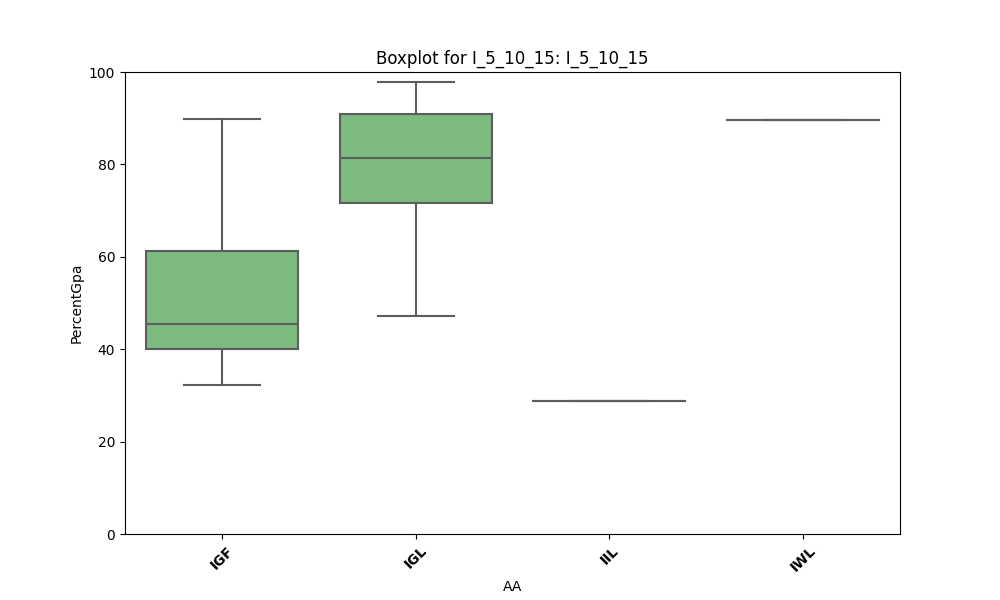 Boxplot for I_5_10_15: I_5_10_15
100
80
60
40
20
0
PercentGpa
IGF
IGL
IIL
IWL
AA